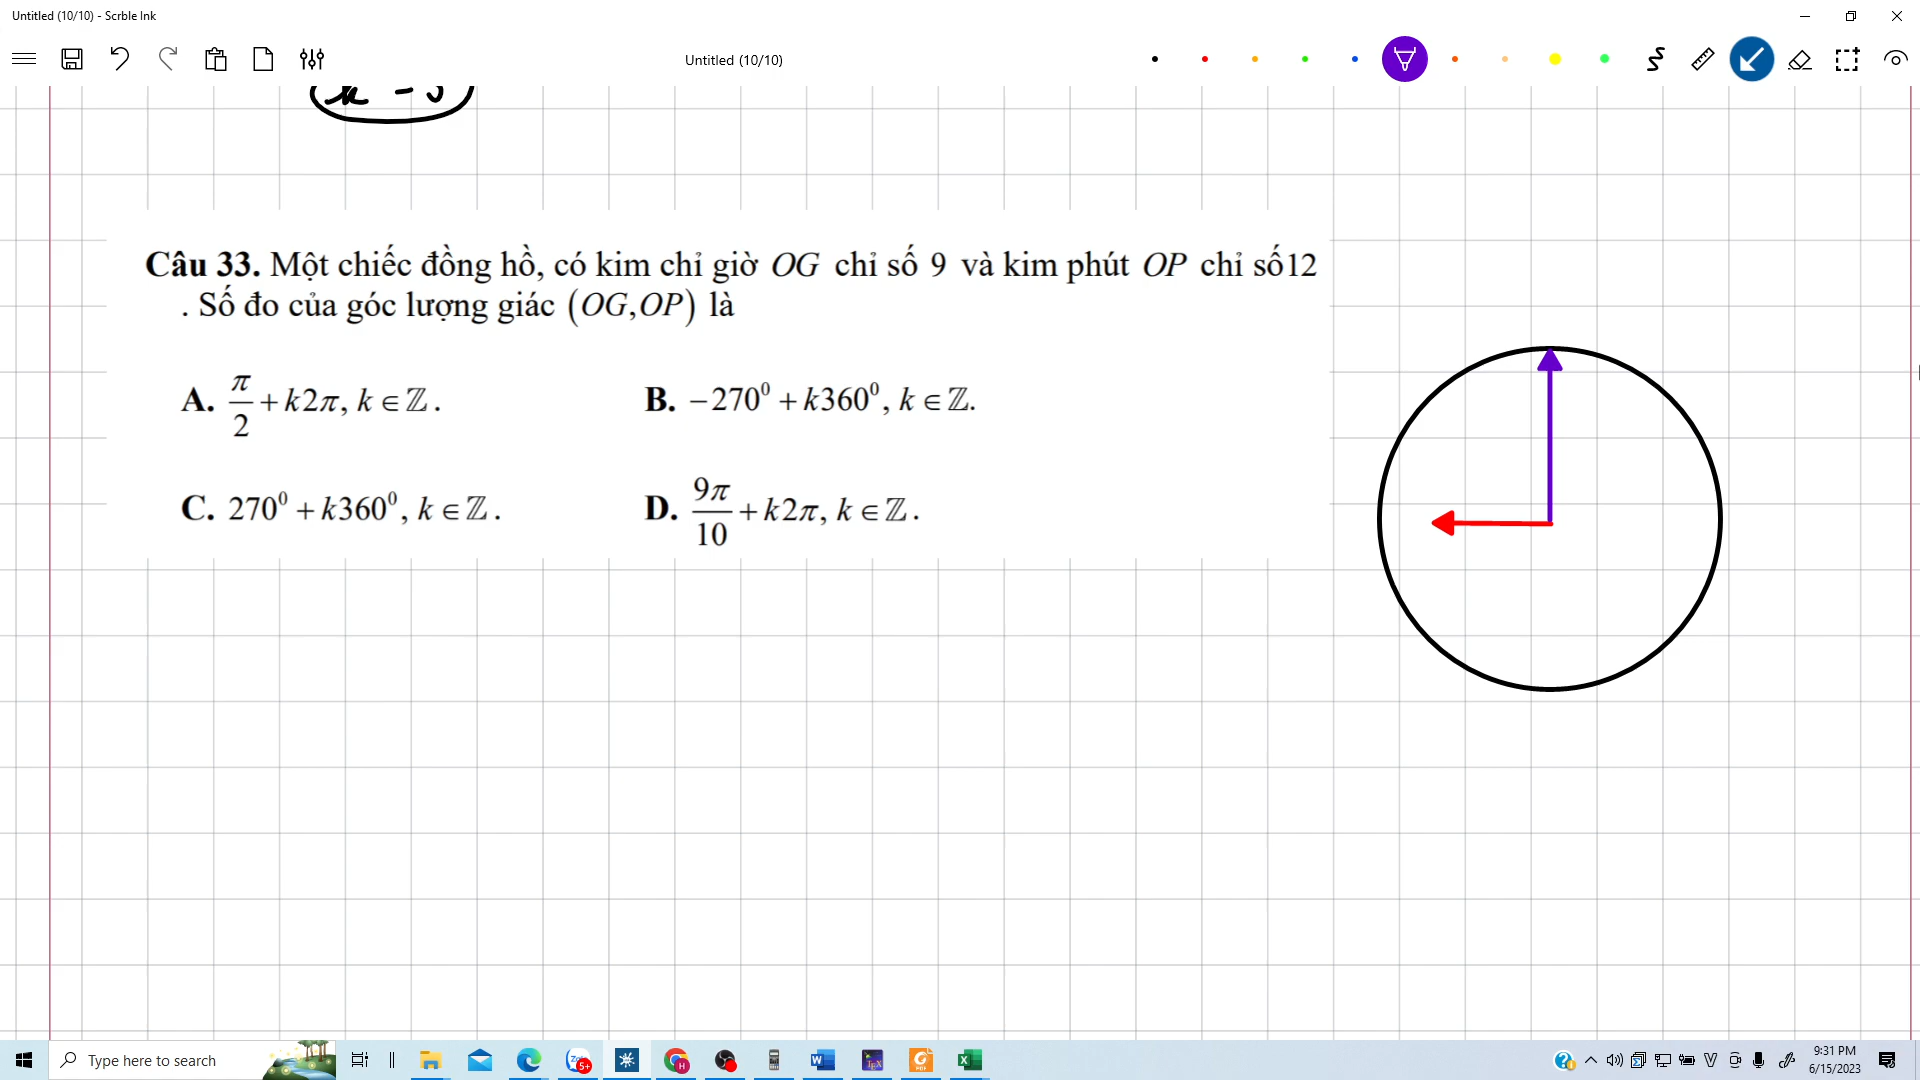 Untitled (10/10) - Scrble Ink
Untitled (10/10)
Câu 33. Một chiếc đồng hồ, có kim chỉ giờ OG chỉ số 9 và kim phút OP chỉ số12
. Số đo của góc lượng giác (OG,OP) là
A. π/2 + k2π, k ∈ ℤ.
B. −270⁰ + k360⁰, k ∈ ℤ.
C. 270⁰ + k360⁰, k ∈ ℤ.
D. 9π/10 + k2π, k ∈ ℤ.
Type here to search
9:31 PM
6/15/2023